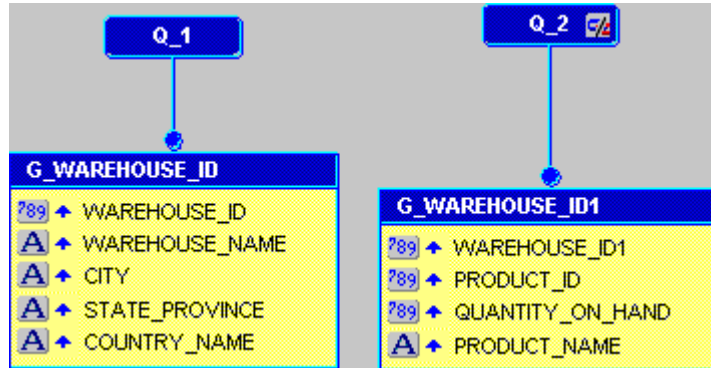 Q_1
G_WAREHOUSE_ID
789 WAREHOUSE_ID
A WAREHOUSE_NAME
A CITY
A STATE_PROVINCE
A COUNTRY_NAME
Q_2
G_WAREHOUSE_ID1
789 WAREHOUSE_ID1
789 PRODUCT_ID
789 QUANTITY_ON_HAND
A PRODUCT_NAME